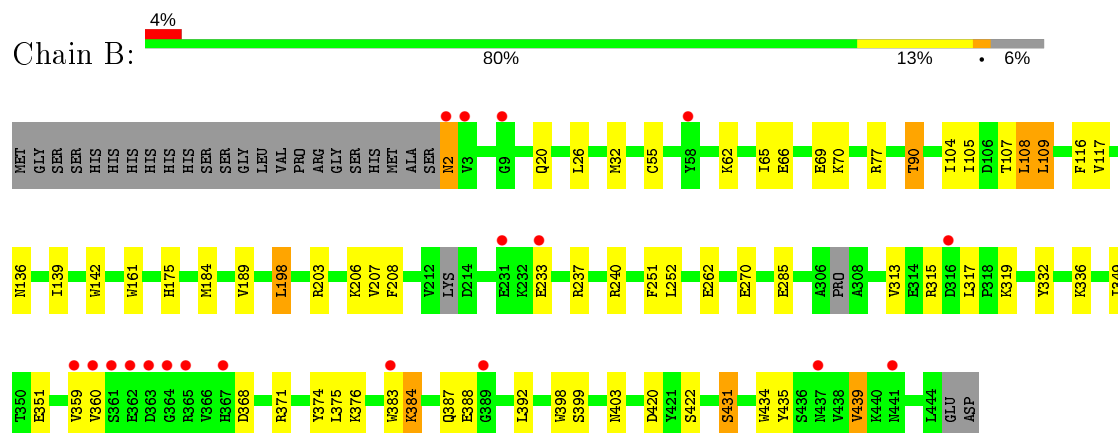 4%
Chain B:
80% 13% • 6%
MET GLY SER SER HIS HIS HIS HIS HIS HIS SER SER GLY LEU VAL PRO ARG GLY SER HIS MET ALA SER N2 V3 G9 Q20 L26 M32 C55 Y58 K62 I65 E66 E69 K70 R77 T90 I104 I105 D106 T107 L108 L109 F116 V117
N136 I139 W142 W161 H175 M184 V189 L198 R203 K206 V207 F208 V212 LYS D214 E231 K232 E233 R237 R240 F251 L252 E262 E270 E285 A306 PRO A308 V313 E314 R315 D316 L317 P318 K319 Y332 K336
T350 E351 V359 V360 S361 E362 D363 G364 R365 V366 H367 D368 R371 Y374 L375 K376 W383 K384 Q387 E388 G389 L392 W398 S399 N403 D420 Y421 S422 S431 W434 Y435 S436 N437 V438 V439 K440 N441 L444 GLU ASP